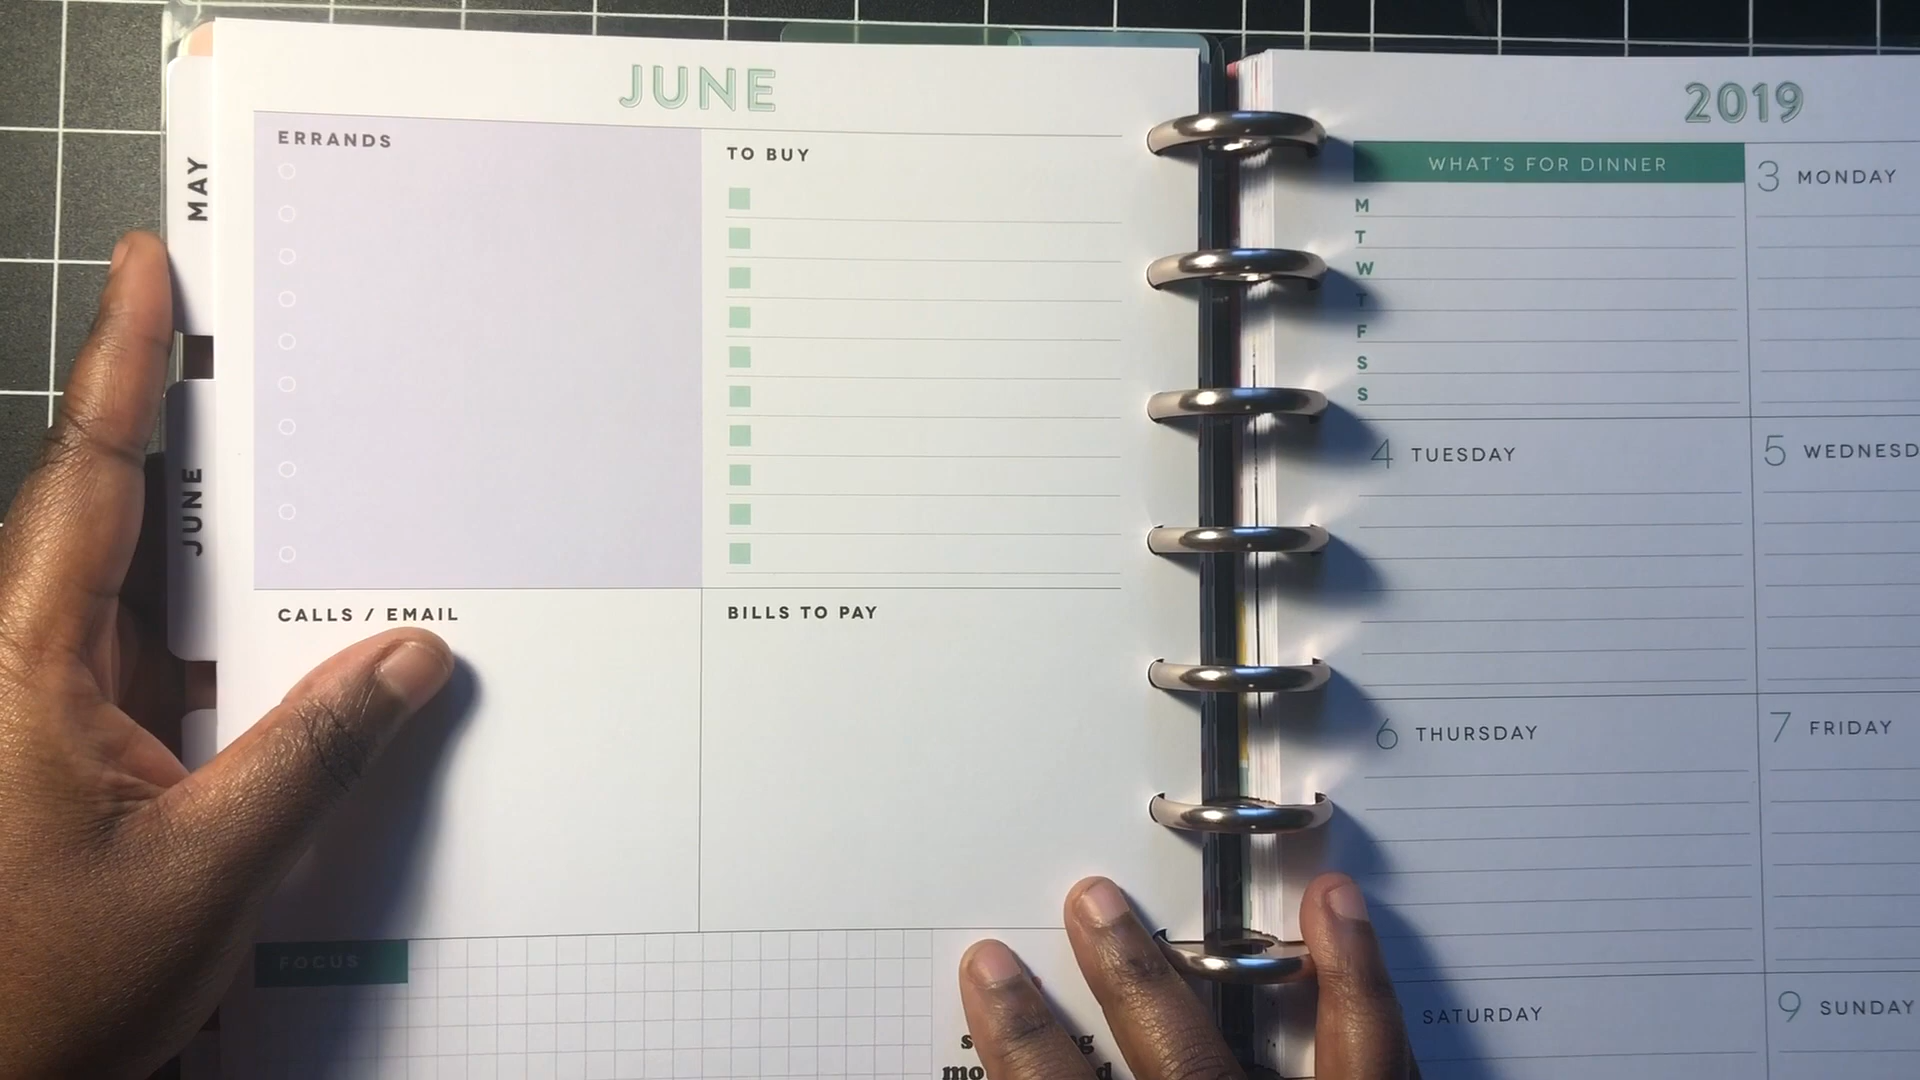 MAY
JUNE
JUNE
ERRANDS
TO BUY
CALLS / EMAIL
BILLS TO PAY
FOCUS
2019
WHAT'S FOR DINNER
M
T
W
T
F
S
S
3 MONDAY
4 TUESDAY
5 WEDNESD
6 THURSDAY
7 FRIDAY
SATURDAY
9 SUNDAY